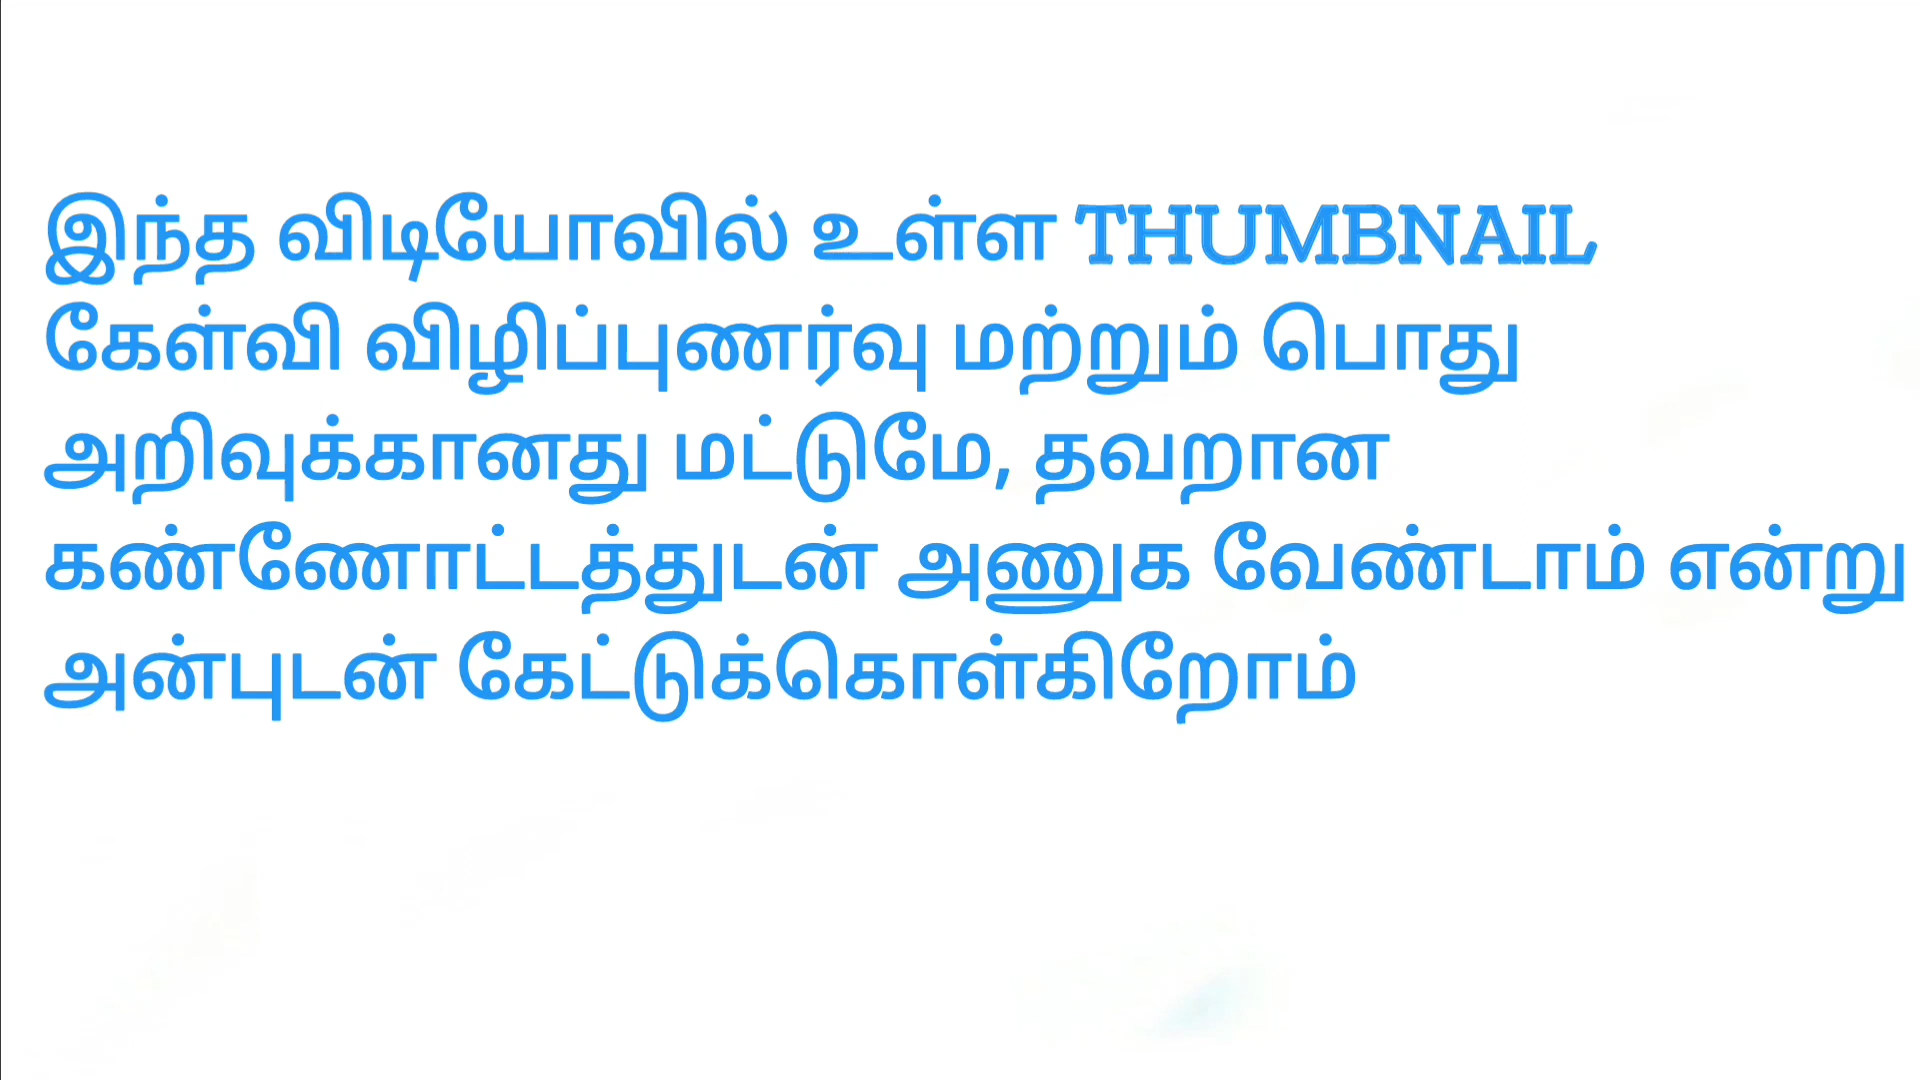 இந்த விடியோவில் உள்ள THUMBNAIL
கேள்வி விழிப்புணர்வு மற்றும் பொது
அறிவுக்கானது மட்டுமே, தவறான
கண்ணோட்டத்துடன் அணுக வேண்டாம் என்று
அன்புடன் கேட்டுக்கொள்கிறோம்